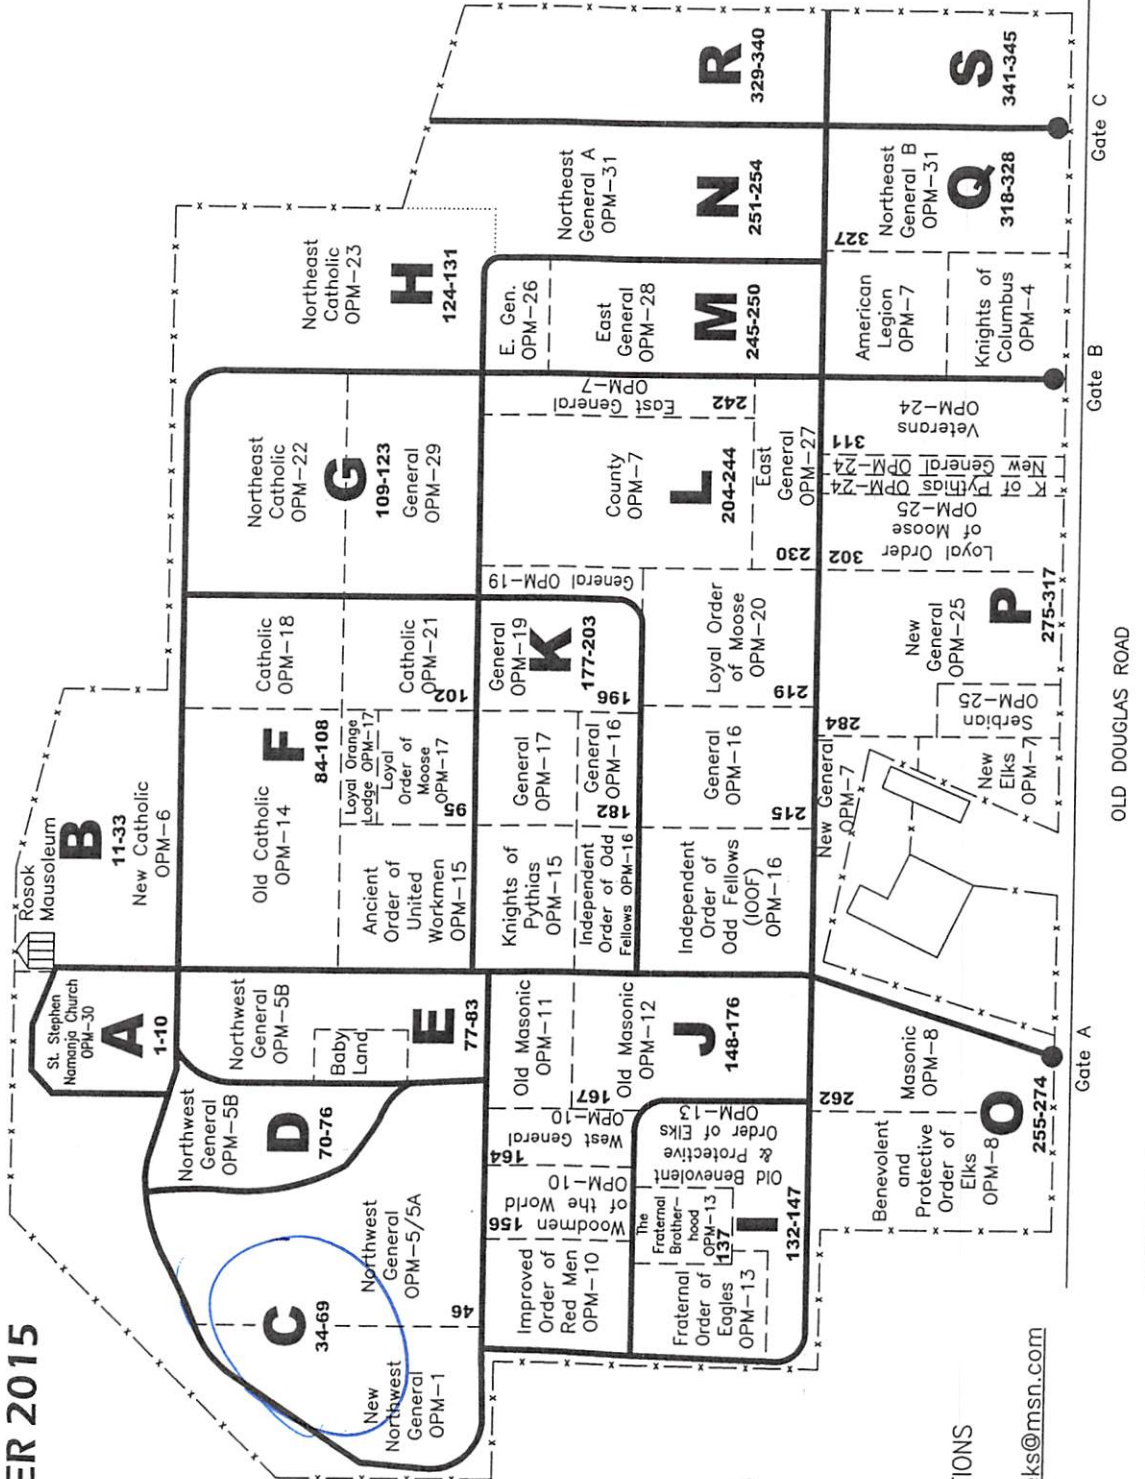 ER 2015
Rosok
Mausoleum
B
11-33
New Catholic
OPM-6
St. Stephen
Namanja Church
OPM-30
A
1-10
Northwest
General
OPM-5B
Baby
Land
E
77-83
Northwest
General
OPM-5B
D
70-76
C
34-69
Northwest
General
OPM-5/5A
46
New
Northwest
General
OPM-1
Old Catholic
OPM-14
F
84-108
Catholic
OPM-18
Loyal Orange
Lodge OPM-17
Loyal
Order of
Moose
OPM-17
95
Catholic
OPM-21
102
Ancient
Order of
United
Workmen
OPM-15
Northeast
Catholic
OPM-22
G
109-123
General
OPM-29
Northeast
Catholic
OPM-23
H
124-131
Improved
Order of
Red Men
OPM-10
Woodmen
of the World
OPM-10
156
West General
OPM-10
164
Old Masonic
OPM-11
167
Old Masonic
OPM-12
J
148-176
Fraternal
Order of
Eagles
OPM-13
The
Fraternal
Brother-
hood
OPM-13
137
Old Benevolent
& Protective
Order of Elks
OPM-13
I
132-147
Knights of
Pythias
OPM-15
General
OPM-17
General
OPM-19
K
177-203
Independent
Order of Odd
Fellows OPM-16
182
General
OPM-16
196
General OPM-19
Independent
Order of
Odd Fellows
(IOOF)
OPM-16
215
General
OPM-16
219
Loyal Order
of Moose
OPM-20
230
County
OPM-7
L
204-244
East General
OPM-7
242
East
General
OPM-27
E. Gen.
OPM-26
East
General
OPM-28
M
245-250
Northeast
General A
OPM-31
N
251-254
R
329-340
S
341-345
Northeast
General B
OPM-31
Q
318-328
327
American
Legion
OPM-7
Knights of
Columbus
OPM-4
Veterans
OPM-24
311
New General OPM-24
K of Pythias OPM-24
Loyal Order
of Moose
OPM-25
302
New
General
OPM-25
P
275-317
Serbian
OPM-25
284
New General
OPM-7
New
Elks
OPM-7
Masonic
OPM-8
262
Benevolent
and
Protective
Order of
Elks
OPM-8
O
255-274
Gate A
Gate B
Gate C
OLD DOUGLAS ROAD
TIONS
ks@msn.com